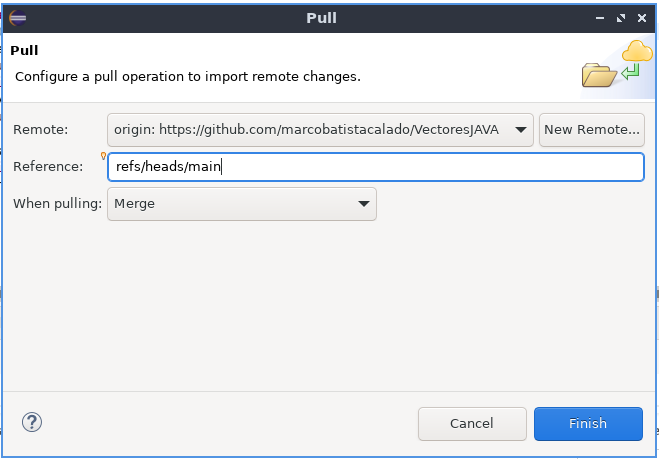 Pull
Pull
Configure a pull operation to import remote changes.
Remote: origin: https://github.com/marcobatistacalado/VectoresJAVA New Remote...
Reference: refs/heads/main
When pulling: Merge
? Cancel Finish